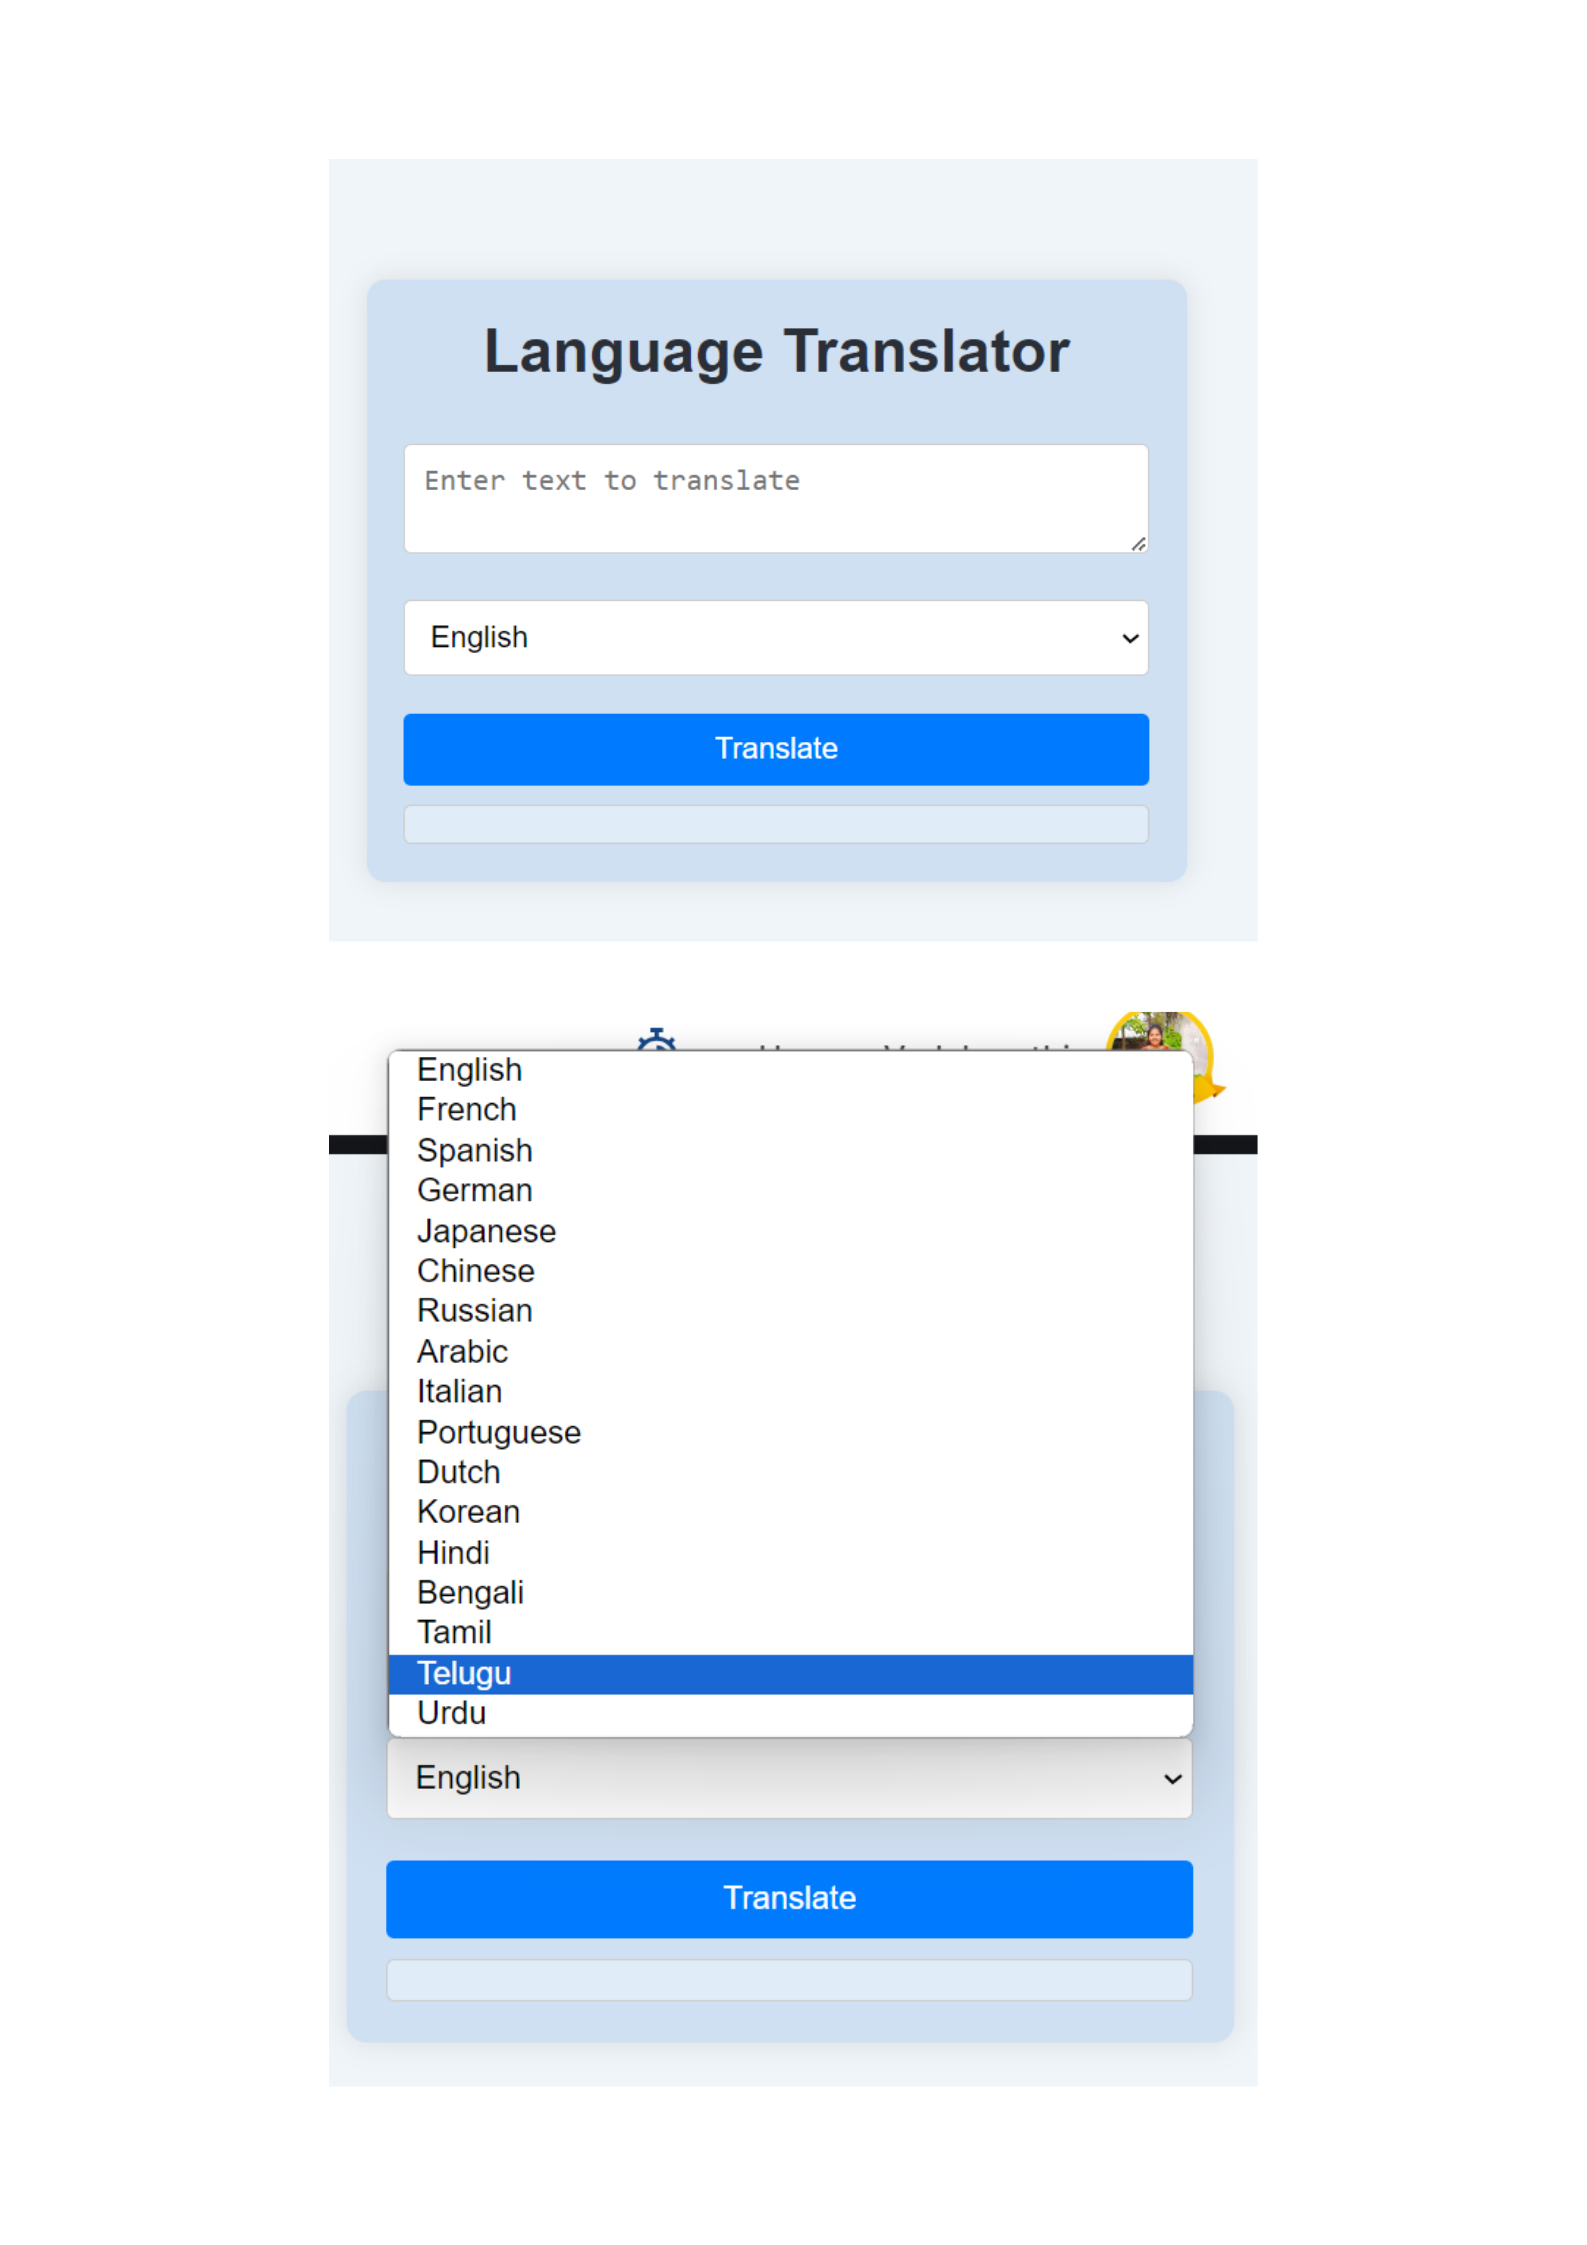 Language Translator
Enter text to translate
English
Translate
English
French
Spanish
German
Japanese
Chinese
Russian
Arabic
Italian
Portuguese
Dutch
Korean
Hindi
Bengali
Tamil
Telugu
Urdu
English
Translate